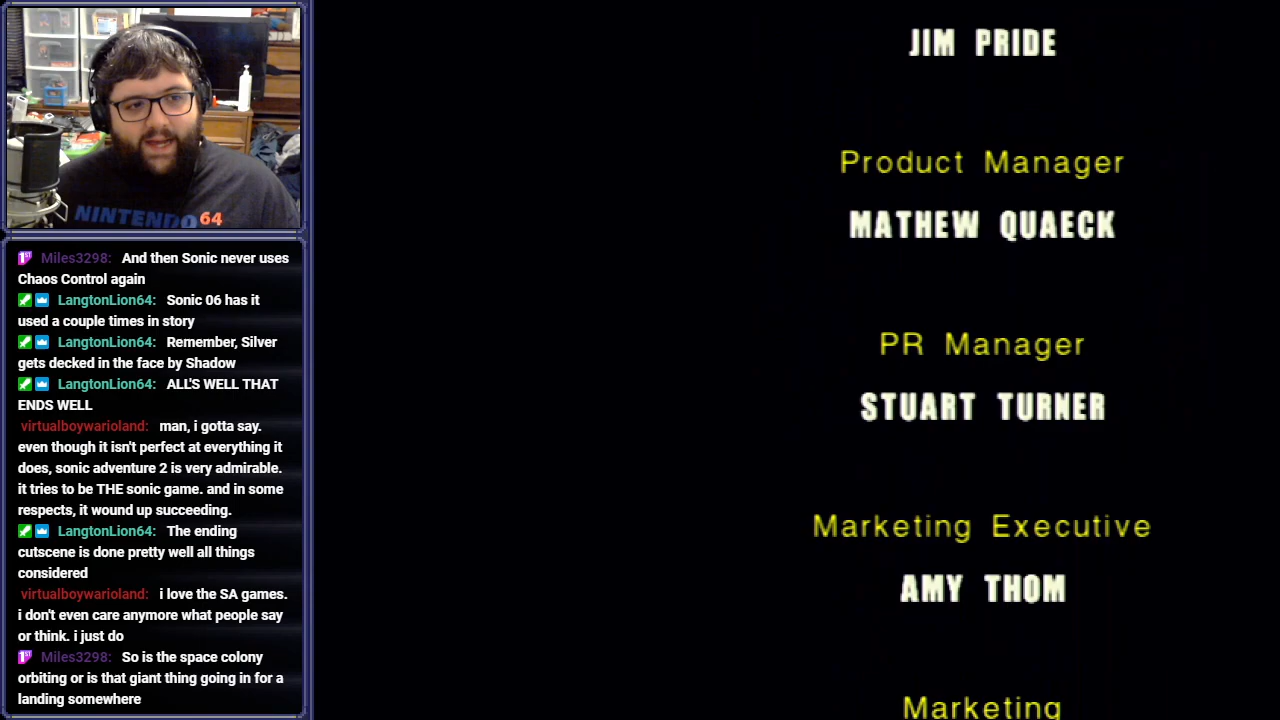 NINTENDO 64
Miles3298: And then Sonic never uses
Chaos Control again
LangtonLion64: Sonic 06 has it
used a couple times in story
LangtonLion64: Remember, Silver
gets decked in the face by Shadow
LangtonLion64: ALL'S WELL THAT
ENDS WELL
virtualboywarioland: man, i gotta say.
even though it isn't perfect at everything it
does, sonic adventure 2 is very admirable.
it tries to be THE sonic game. and in some
respects, it wound up succeeding.
LangtonLion64: The ending
cutscene is done pretty well all things
considered
virtualboywarioland: i love the SA games.
i don't even care anymore what people say
or think. i just do
Miles3298: So is the space colony
orbiting or is that giant thing going in for a
landing somewhere
JIM PRIDE
Product Manager
MATHEW QUAECK
PR Manager
STUART TURNER
Marketing Executive
AMY THOM
Marketing